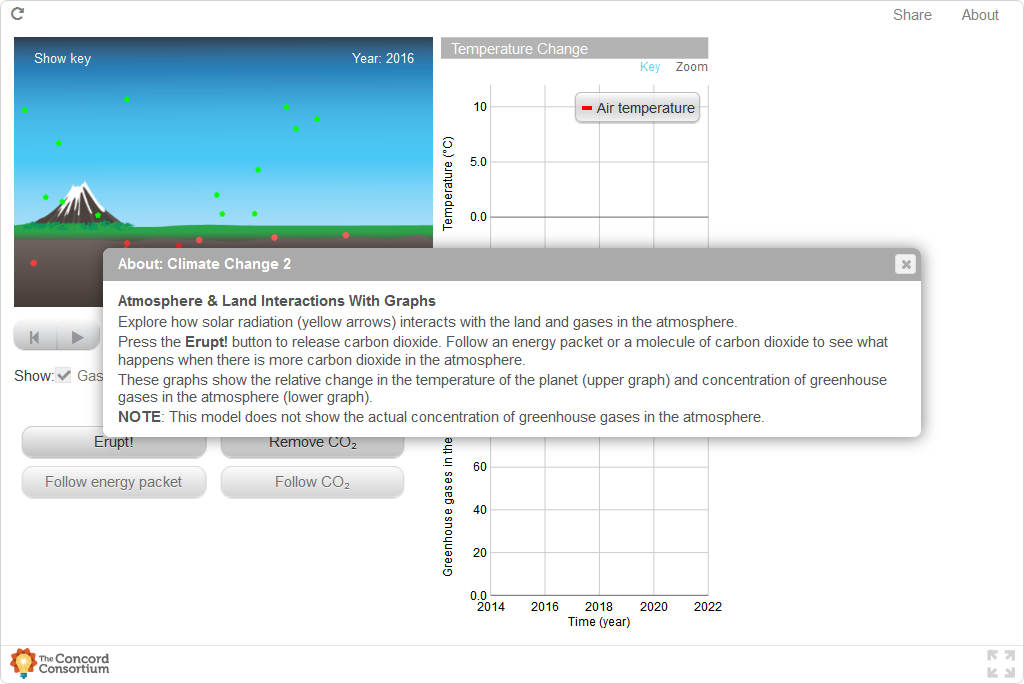 Share About
Show key
Year: 2016
Temperature Change
Key Zoom
Air temperature
10
5.0
0.0
Temperature (°C)
About: Climate Change 2
Atmosphere & Land Interactions With Graphs
Explore how solar radiation (yellow arrows) interacts with the land and gases in the atmosphere.
Press the Erupt! button to release carbon dioxide. Follow an energy packet or a molecule of carbon dioxide to see what
happens when there is more carbon dioxide in the atmosphere.
These graphs show the relative change in the temperature of the planet (upper graph) and concentration of greenhouse
gases in the atmosphere (lower graph).
NOTE: This model does not show the actual concentration of greenhouse gases in the atmosphere.
Show: Gas
Erupt!
Remove CO₂
Follow energy packet
Follow CO₂
Greenhouse gases in the
60
40
20
0.0
2014 2016 2018 2020 2022
Time (year)
The Concord
Consortium